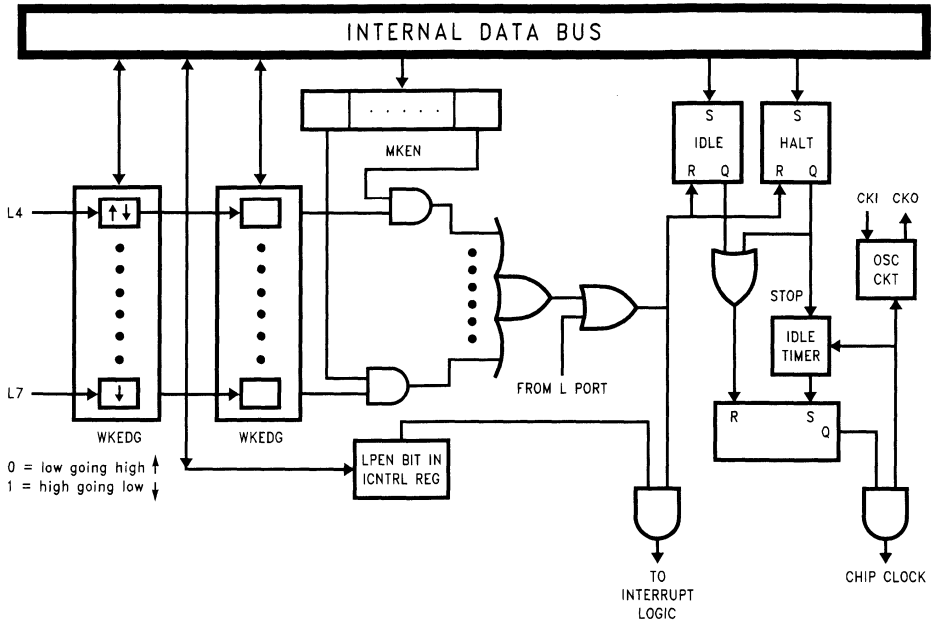 INTERNAL DATA BUS
. . . . .
MKEN
S
IDLE
R Q
S
HALT
R Q
CKI CKO
OSC
CKT
L4
↑↓
STOP
IDLE
TIMER
FROM L PORT
L7
↓
R S
Q
WKEDG
WKEDG
0 = low going high ↑
1 = high going low ↓
LPEN BIT IN
ICNTRL REG
TO
INTERRUPT
LOGIC
CHIP CLOCK